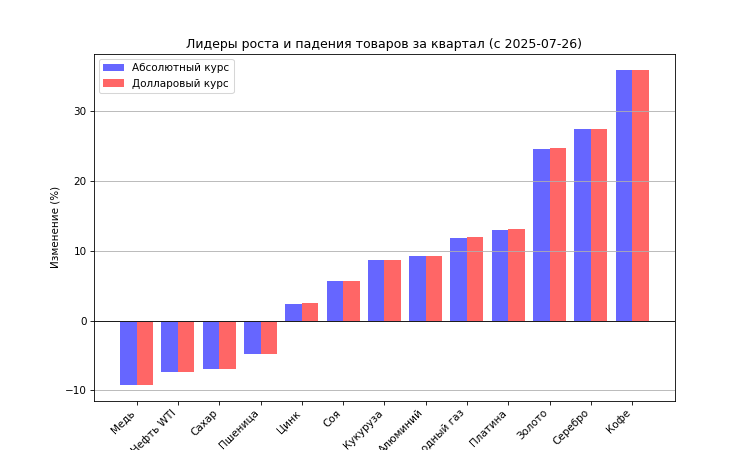 Лидеры роста и падения товаров за квартал (с 2025-07-26)
Абсолютный курс
Долларовый курс
Изменение (%)
30
20
10
0
−10
Медь
Нефть WTI
Сахар
Пшеница
Цинк
Соя
Кукуруза
Алюминий
одный газ
Платина
Золото
Серебро
Кофе